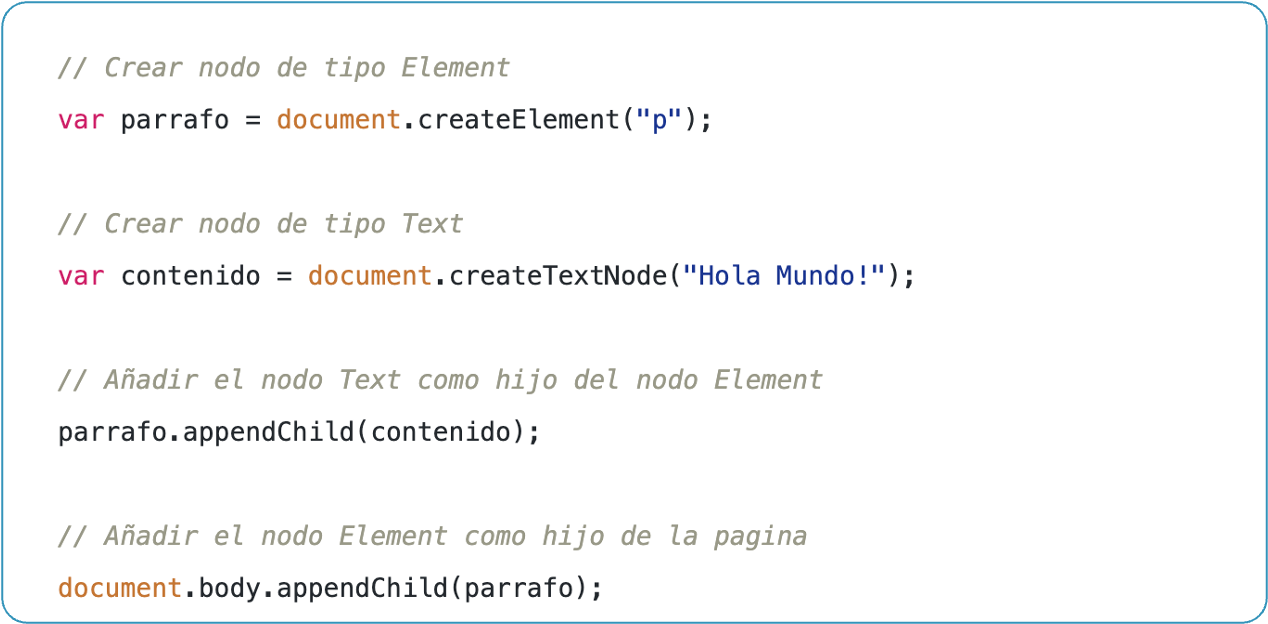 // Crear nodo de tipo Element
var parrafo = document.createElement("p");
// Crear nodo de tipo Text
var contenido = document.createTextNode("Hola Mundo!");
// Añadir el nodo Text como hijo del nodo Element
parrafo.appendChild(contenido);
// Añadir el nodo Element como hijo de la pagina
document.body.appendChild(parrafo);